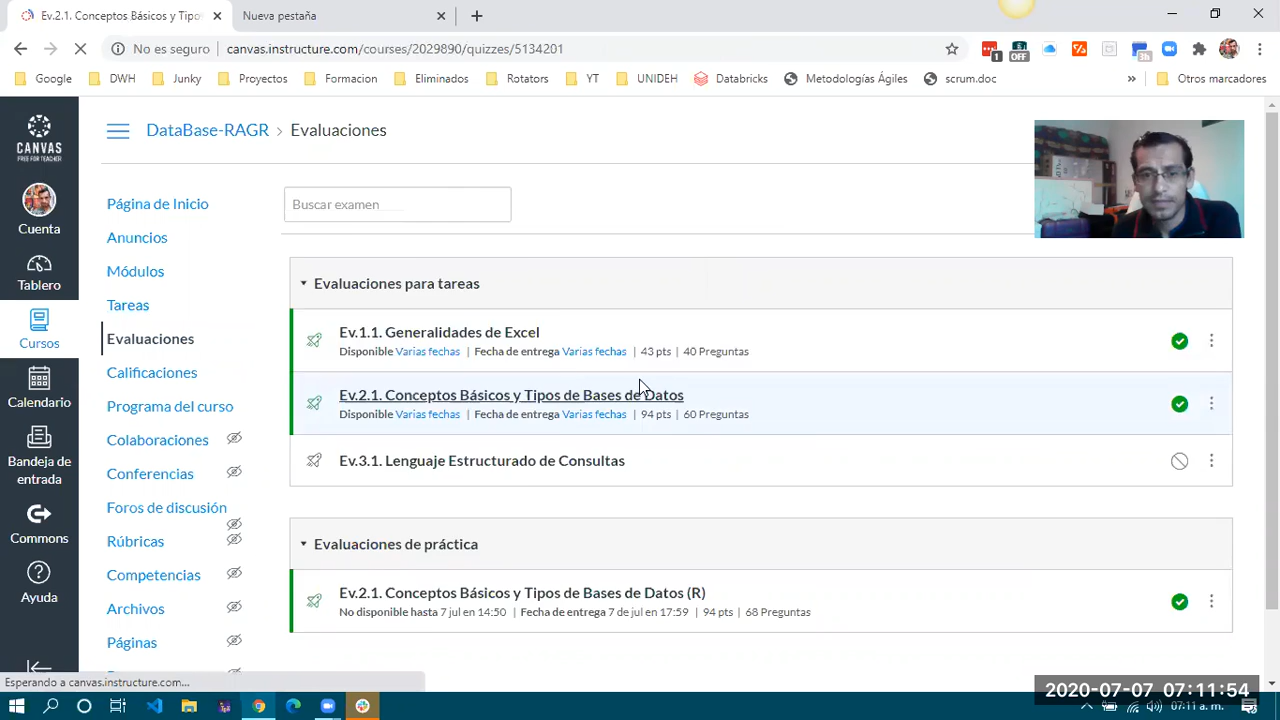 Ev.2.1. Conceptos Básicos y Tipo
Nueva pestaña
No es seguro
canvas.instructure.com/courses/2029890/quizzes/5134201
1
OFF
3h
Google
DWH
Junky
Proyectos
Formacion
Eliminados
Rotators
YT
UNIDEH
Databricks
Metodologías Ágiles
scrum.doc
»
Otros marcadores
CANVAS
FREE FOR TEACHER
Cuenta
Tablero
Cursos
Calendario
Bandeja de
entrada
Commons
Ayuda
DataBase-RAGR › Evaluaciones
Página de Inicio
Anuncios
Módulos
Tareas
Evaluaciones
Calificaciones
Programa del curso
Colaboraciones
Conferencias
Foros de discusión
Rúbricas
Competencias
Archivos
Páginas
Buscar examen
Evaluaciones para tareas
Ev.1.1. Generalidades de Excel
Disponible Varias fechas | Fecha de entrega Varias fechas | 43 pts | 40 Preguntas
Ev.2.1. Conceptos Básicos y Tipos de Bases de Datos
Disponible Varias fechas | Fecha de entrega Varias fechas | 94 pts | 60 Preguntas
Ev.3.1. Lenguaje Estructurado de Consultas
Evaluaciones de práctica
Ev.2.1. Conceptos Básicos y Tipos de Bases de Datos (R)
No disponible hasta 7 jul en 14:50 | Fecha de entrega 7 de jul en 17:59 | 94 pts | 68 Preguntas
Esperando a canvas.instructure.com...
2020-07-07 07:11:54
07:11 a. m.